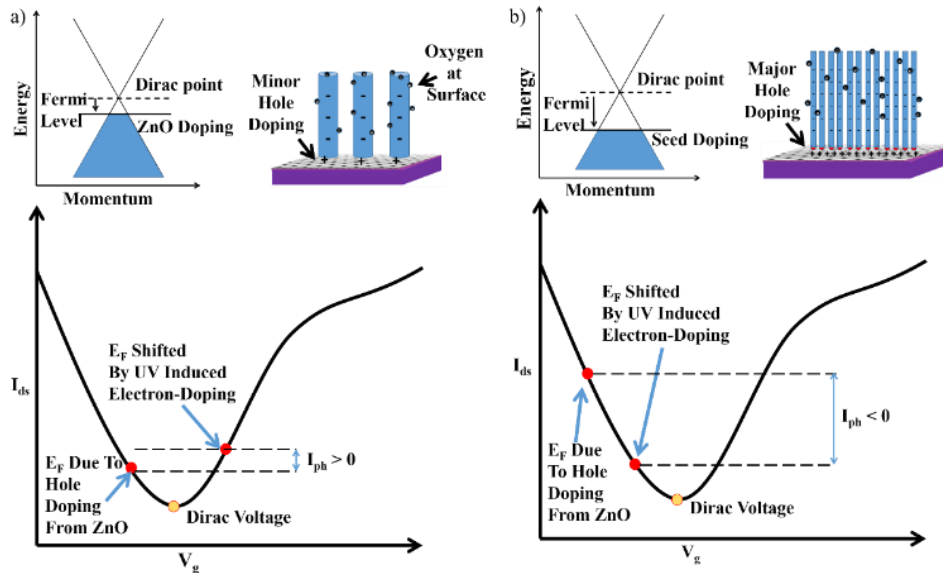 a)
Energy
Fermi
Level
Dirac point
ZnO Doping
Momentum
Minor
Hole
Doping
Oxygen
at
Surface
-
-
-
-
-
-
-
-
-
+
+
+
I_ds
E_F Shifted
By UV Induced
Electron-Doping
I_ph > 0
E_F Due To
Hole
Doping
From ZnO
Dirac Voltage
V_g
b)
Energy
Fermi
Level
Dirac point
Seed Doping
Momentum
Major
Hole
Doping
I_ds
E_F Shifted
By UV Induced
Electron-Doping
I_ph < 0
E_F Due
To Hole
Doping
From ZnO
Dirac Voltage
V_g